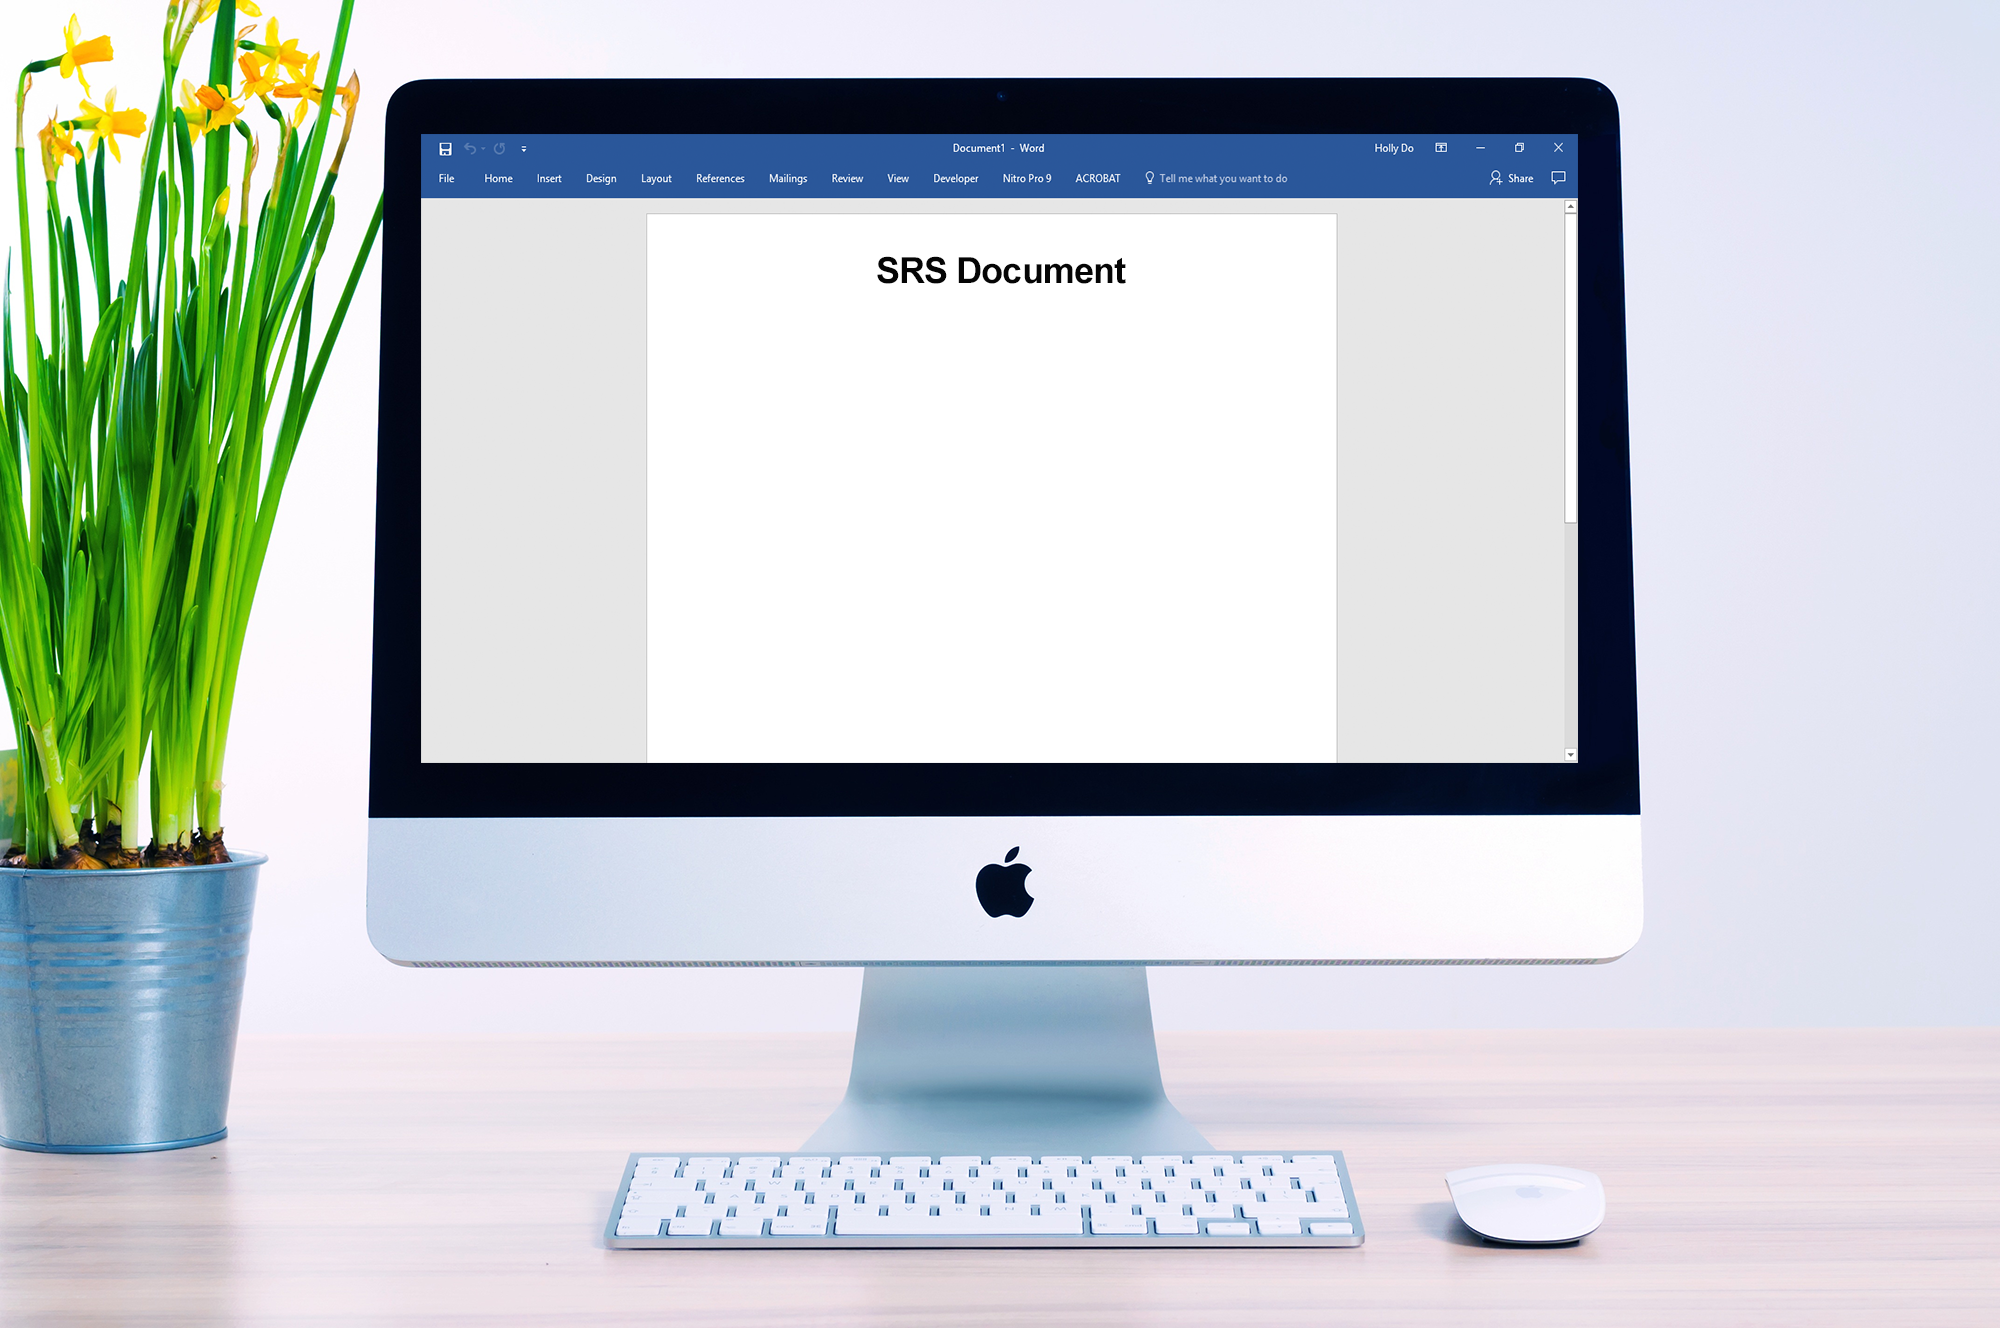 Document1 - Word
Holly Do
File Home Insert Design Layout References Mailings Review View Developer Nitro Pro 9 ACROBAT Tell me what you want to do Share
SRS Document